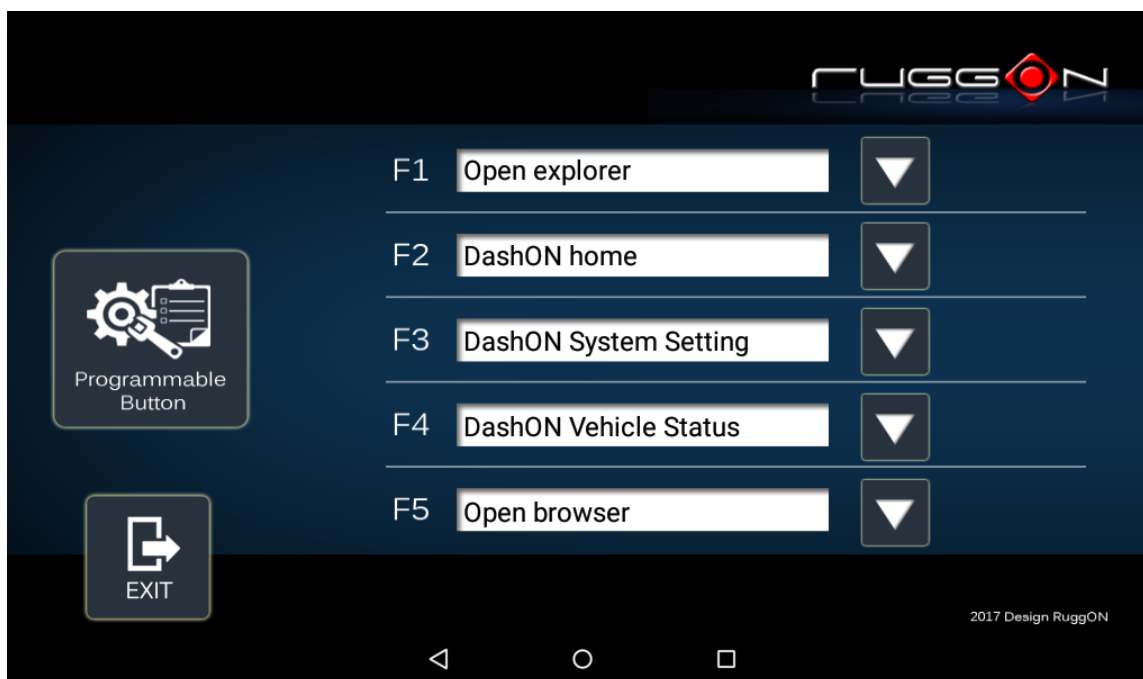 RUGGON
F1 Open explorer
F2 DashON home
F3 DashON System Setting
F4 DashON Vehicle Status
F5 Open browser
Programmable
Button
EXIT
2017 Design RuggON